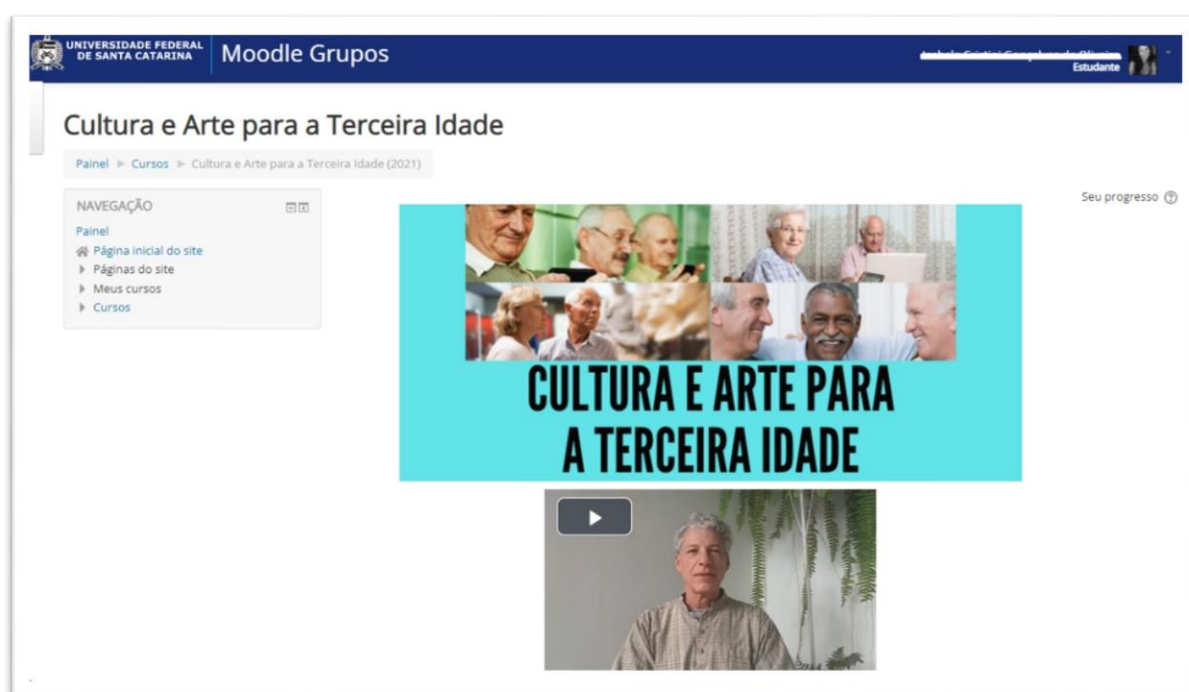 UNIVERSIDADE FEDERAL
DE SANTA CATARINA
Moodle Grupos
Estudante
Cultura e Arte para a Terceira Idade
Painel Cursos Cultura e Arte para a Terceira Idade (2021)
NAVEGAÇÃO
Painel
Página inicial do site
Páginas do site
Meus cursos
Cursos
Seu progresso
CULTURA E ARTE PARA
A TERCEIRA IDADE